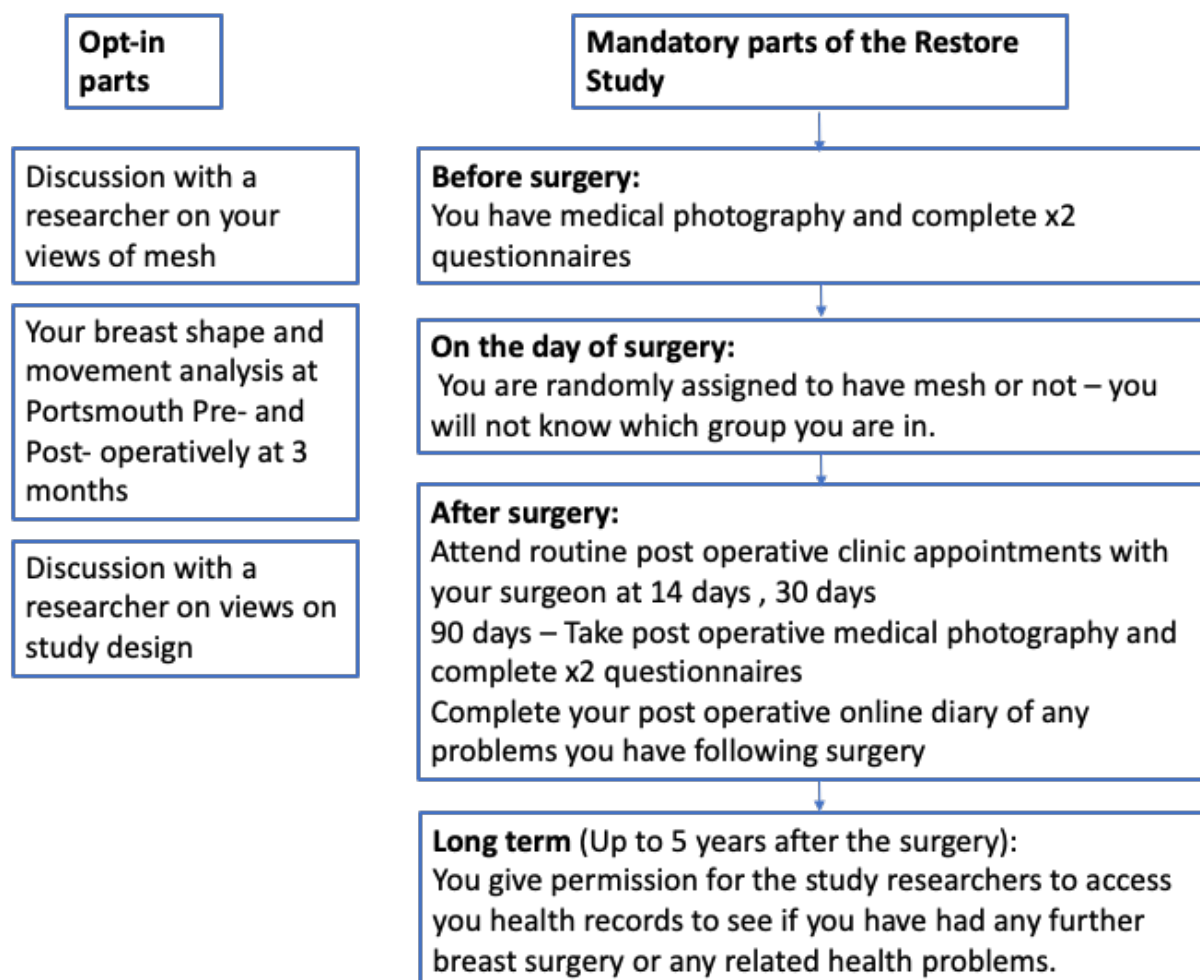 Opt-in
parts
Discussion with a
researcher on your
views of mesh
Your breast shape and
movement analysis at
Portsmouth Pre- and
Post- operatively at 3
months
Discussion with a
researcher on views on
study design
Mandatory parts of the Restore
Study
Before surgery:
You have medical photography and complete x2
questionnaires
On the day of surgery:
You are randomly assigned to have mesh or not – you
will not know which group you are in.
After surgery:
Attend routine post operative clinic appointments with
your surgeon at 14 days , 30 days
90 days – Take post operative medical photography and
complete x2 questionnaires
Complete your post operative online diary of any
problems you have following surgery
Long term (Up to 5 years after the surgery):
You give permission for the study researchers to access
you health records to see if you have had any further
breast surgery or any related health problems.